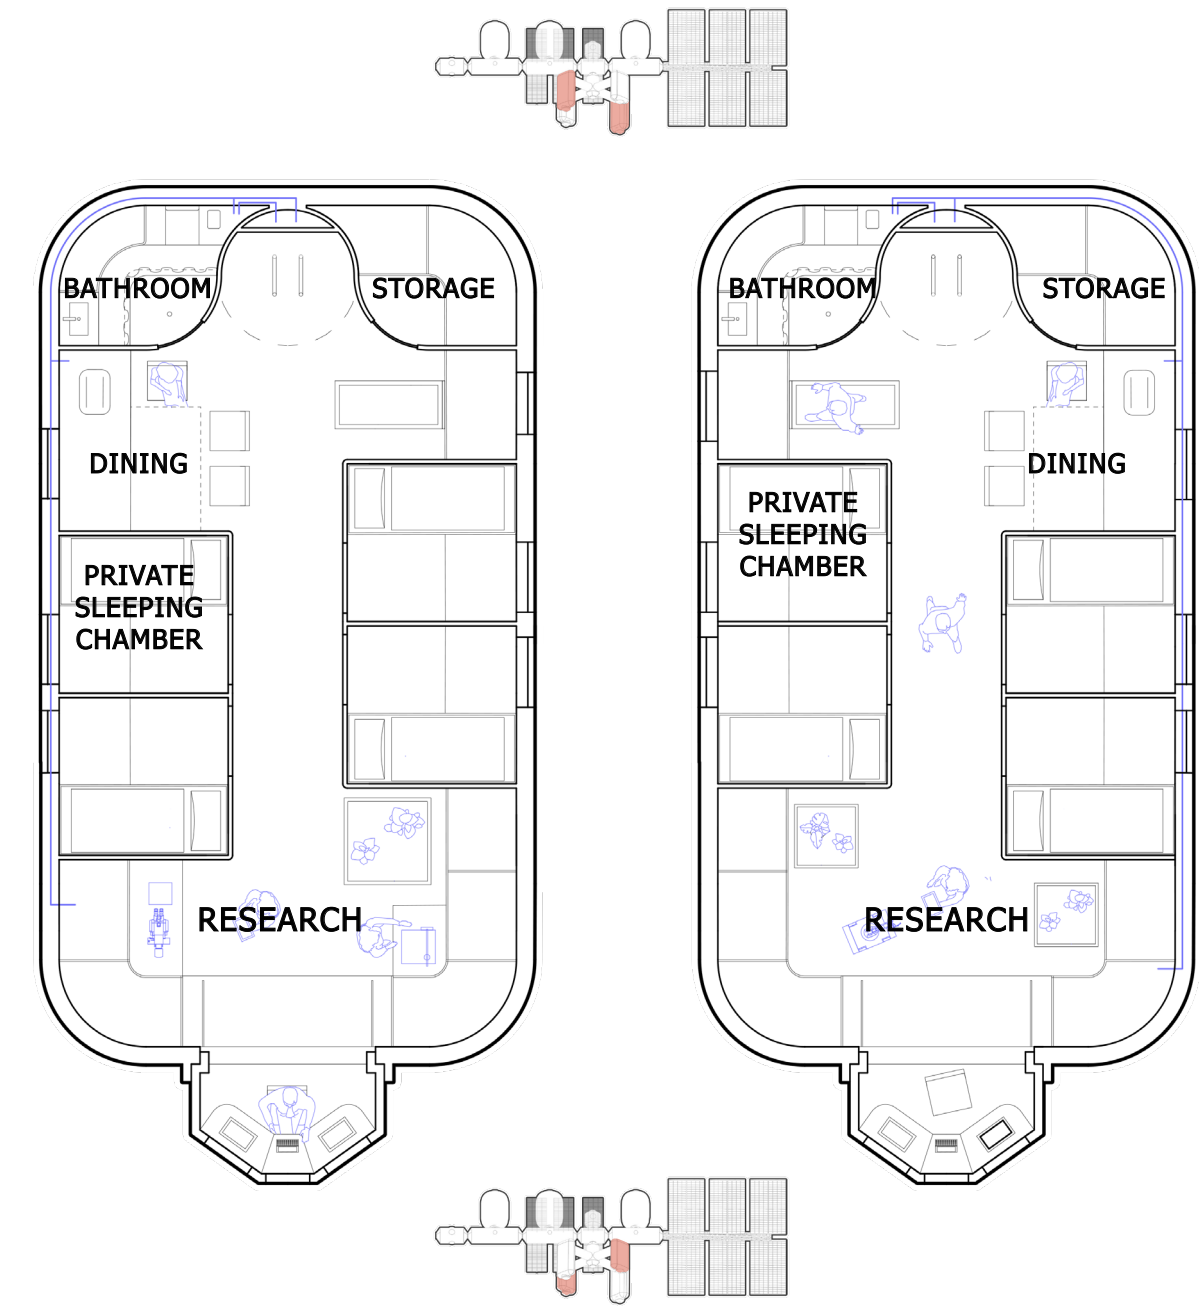 BATHROOM
STORAGE
DINING
PRIVATE
SLEEPING
CHAMBER
RESEARCH
BATHROOM
STORAGE
DINING
PRIVATE
SLEEPING
CHAMBER
RESEARCH